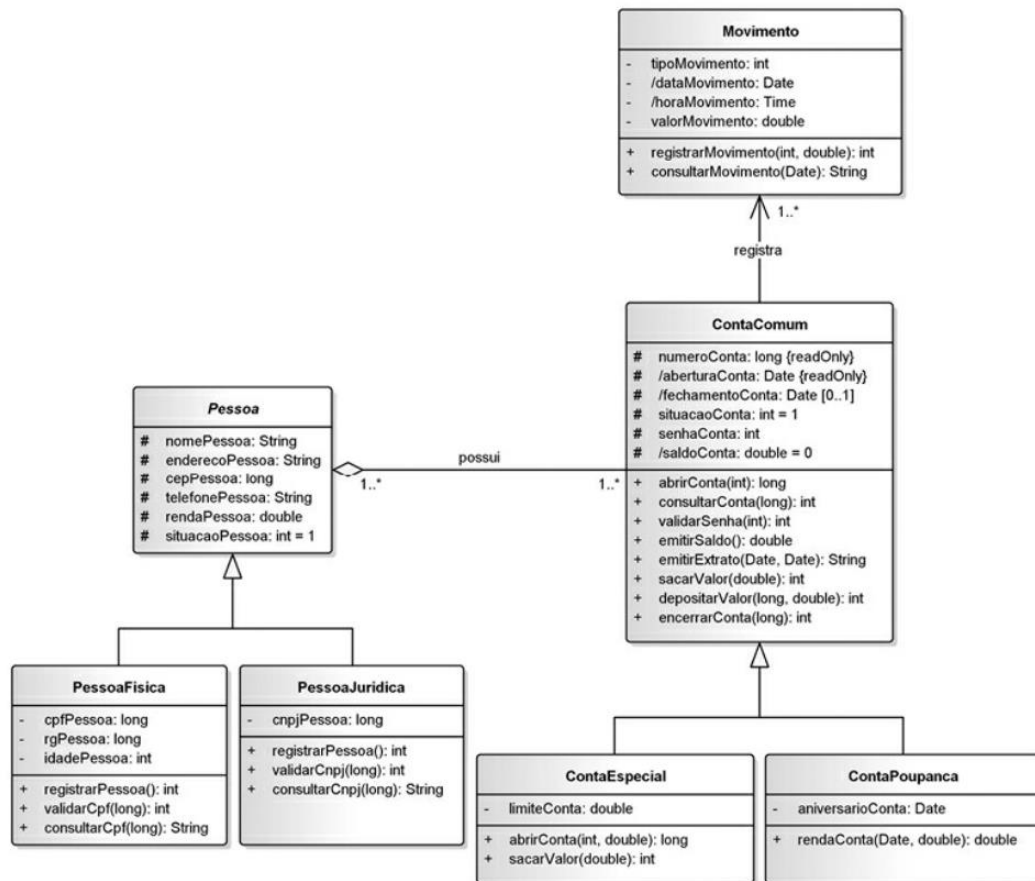 Movimento
- tipoMovimento: int
- /dataMovimento: Date
- /horaMovimento: Time
- valorMovimento: double
+ registrarMovimento(int, double): int
+ consultarMovimento(Date): String
1..*
registra
ContaComum
# numeroConta: long {readOnly}
# /aberturaConta: Date {readOnly}
# /fechamentoConta: Date [0..1]
# situacaoConta: int = 1
# senhaConta: int
# /saldoConta: double = 0
+ abrirConta(int): long
+ consultarConta(long): int
+ validarSenha(int): int
+ emitirSaldo(): double
+ emitirExtrato(Date, Date): String
+ sacarValor(double): int
+ depositarValor(long, double): int
+ encerrarConta(long): int
Pessoa
# nomePessoa: String
# enderecoPessoa: String
# cepPessoa: long
# telefonePessoa: String
# rendaPessoa: double
# situacaoPessoa: int = 1
possui
1..* 1..*
PessoaFisica
- cpfPessoa: long
- rgPessoa: long
- idadePessoa: int
+ registrarPessoa(): int
+ validarCpf(long): int
+ consultarCpf(long): String
PessoaJuridica
- cnpjPessoa: long
+ registrarPessoa(): int
+ validarCnpj(long): int
+ consultarCnpj(long): String
ContaEspecial
- limiteConta: double
+ abrirConta(int, double): long
+ sacarValor(double): int
ContaPoupanca
- aniversarioConta: Date
+ rendaConta(Date, double): double